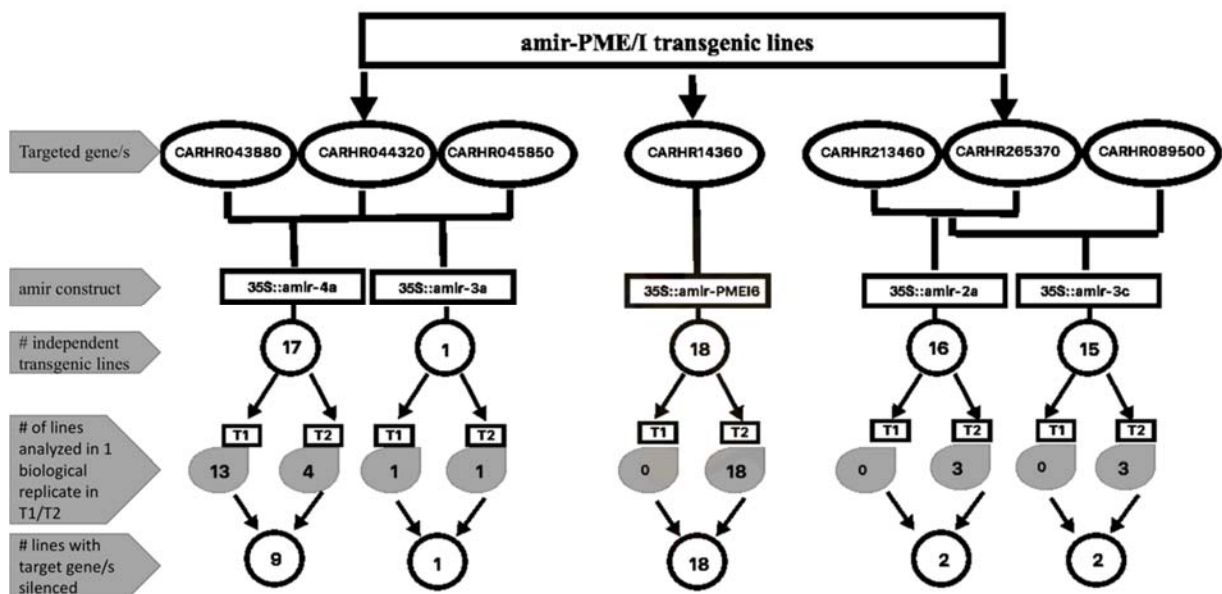 amir-PME/I transgenic lines
Targeted gene/s
CARHR043880
CARHR044320
CARHR045850
CARHR14360
CARHR213460
CARHR265370
CARHR089500
amir construct
35S::amir-4a
35S::amir-3a
35S::amir-PMEI6
35S::amir-2a
35S::amir-3c
# independent
transgenic lines
17
1
18
16
15
# of lines
analyzed in 1
biological
replicate in
T1/T2
T1
T2
T1
T2
T1
T2
T1
T2
T1
T2
13
4
1
1
0
18
0
3
0
3
# lines with
target gene/s
silenced
9
1
18
2
2